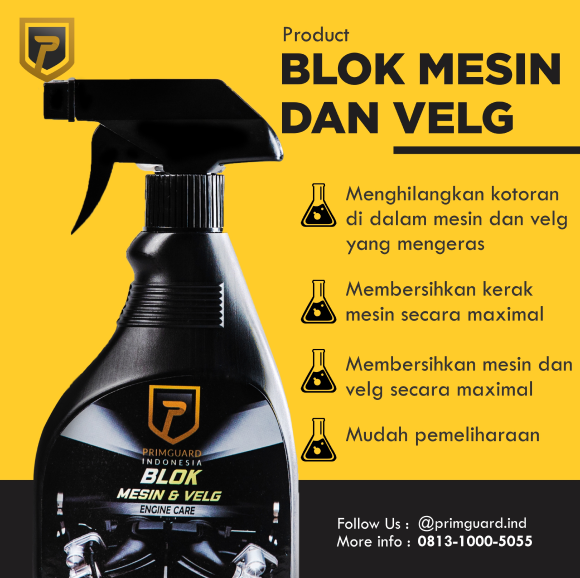 Product
BLOK MESIN
DAN VELG
Menghilangkan kotoran
di dalam mesin dan velg
yang mengeras
Membersihkan kerak
mesin secara maximal
Membersihkan mesin dan
velg secara maximal
Mudah pemeliharaan
PRIMGUARD
INDONESIA
BLOK
MESIN & VELG
ENGINE CARE
Follow Us : @primguard.ind
More info : 0813-1000-5055